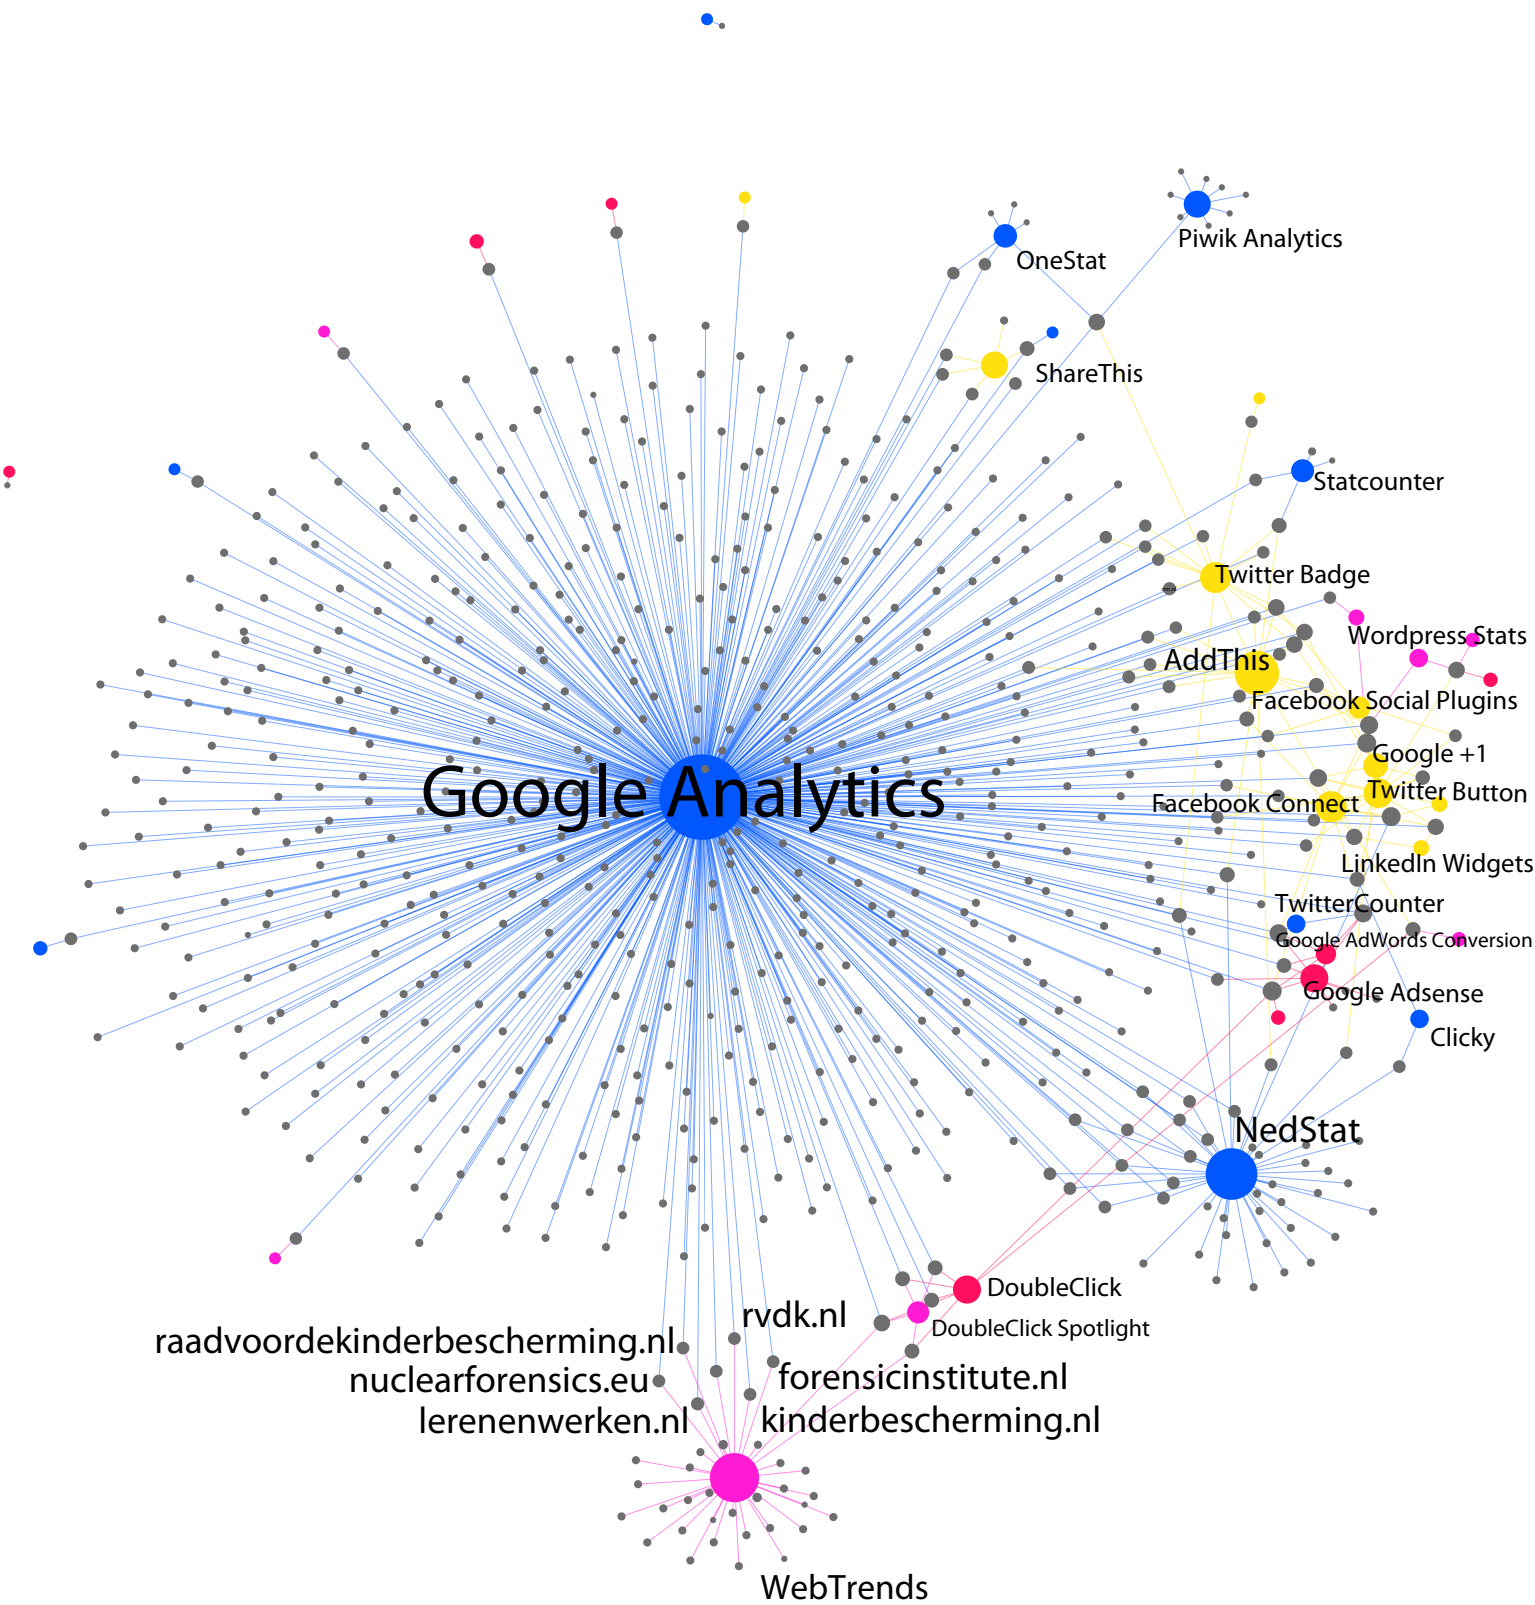 Piwik Analytics
OneStat
ShareThis
Statcounter
Twitter Badge
Wordpress Stats
AddThis
Facebook Social Plugins
Google +1
Google Analytics
Twitter Button
Facebook Connect
LinkedIn Widgets
TwitterCounter
Google AdWords Conversion
Google Adsense
Clicky
NedStat
DoubleClick
rvdk.nl
DoubleClick Spotlight
raadvoordekinderbescherming.nl
nuclearforensics.eu
forensicinstitute.nl
lerenenwerken.nl
kinderbescherming.nl
WebTrends